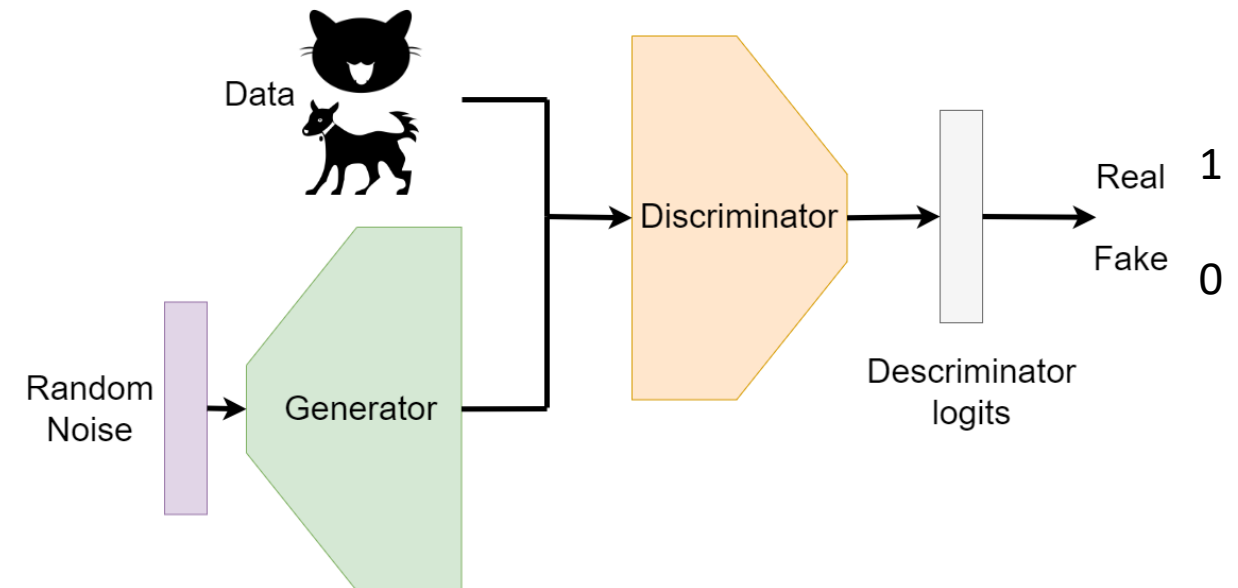 Data
Discriminator
Real 1
Fake 0
Random
Noise
Generator
Descriminator
logits